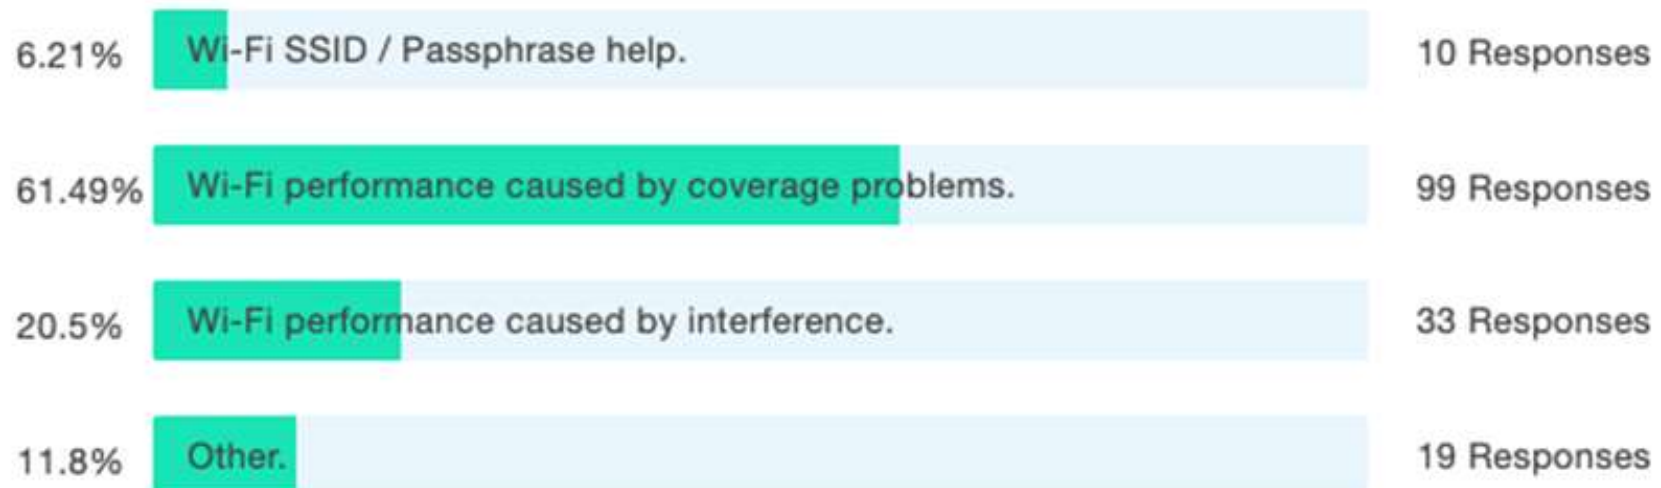 6.21% Wi-Fi SSID / Passphrase help. 10 Responses
61.49% Wi-Fi performance caused by coverage problems. 99 Responses
20.5% Wi-Fi performance caused by interference. 33 Responses
11.8% Other. 19 Responses